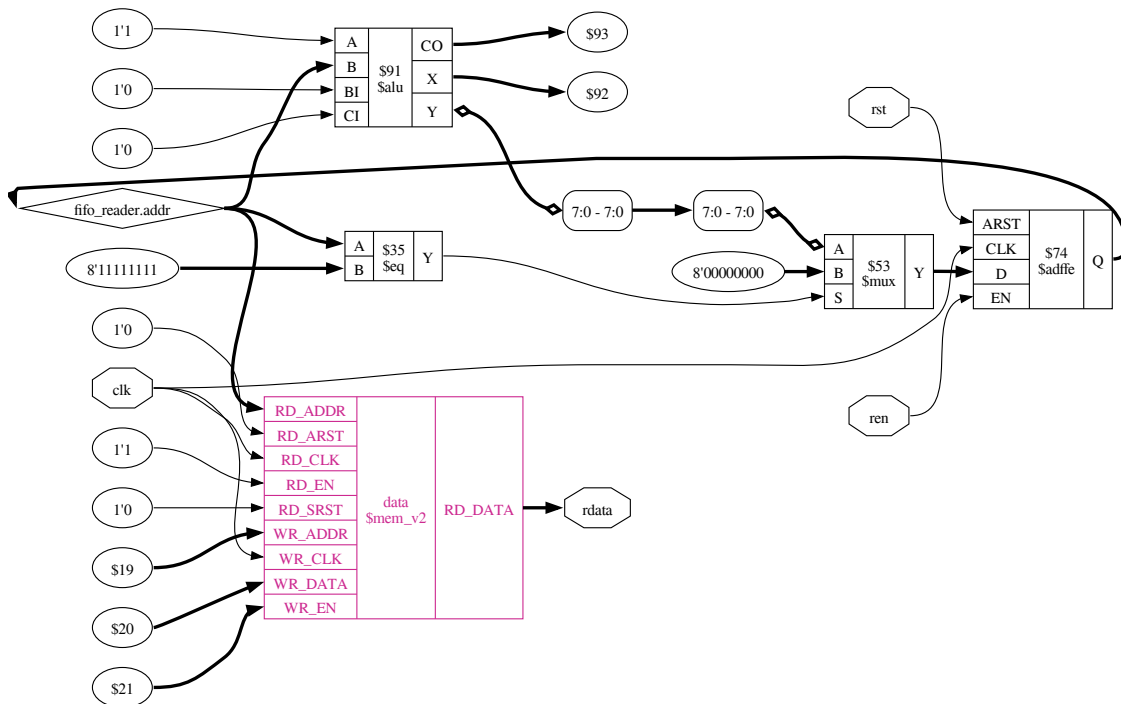 1'1
1'0
1'0
A
B
BI
CI
$91
$alu
CO
X
Y
$93
$92
rst
fifo_reader.addr
8'11111111
A
B
$35
$eq
Y
7:0 - 7:0
7:0 - 7:0
8'00000000
A
B
S
$53
$mux
Y
ARST
CLK
D
EN
$74
$adffe
Q
ren
1'0
clk
1'1
1'0
$19
$20
$21
RD_ADDR
RD_ARST
RD_CLK
RD_EN
RD_SRST
WR_ADDR
WR_CLK
WR_DATA
WR_EN
data
$mem_v2
RD_DATA
rdata